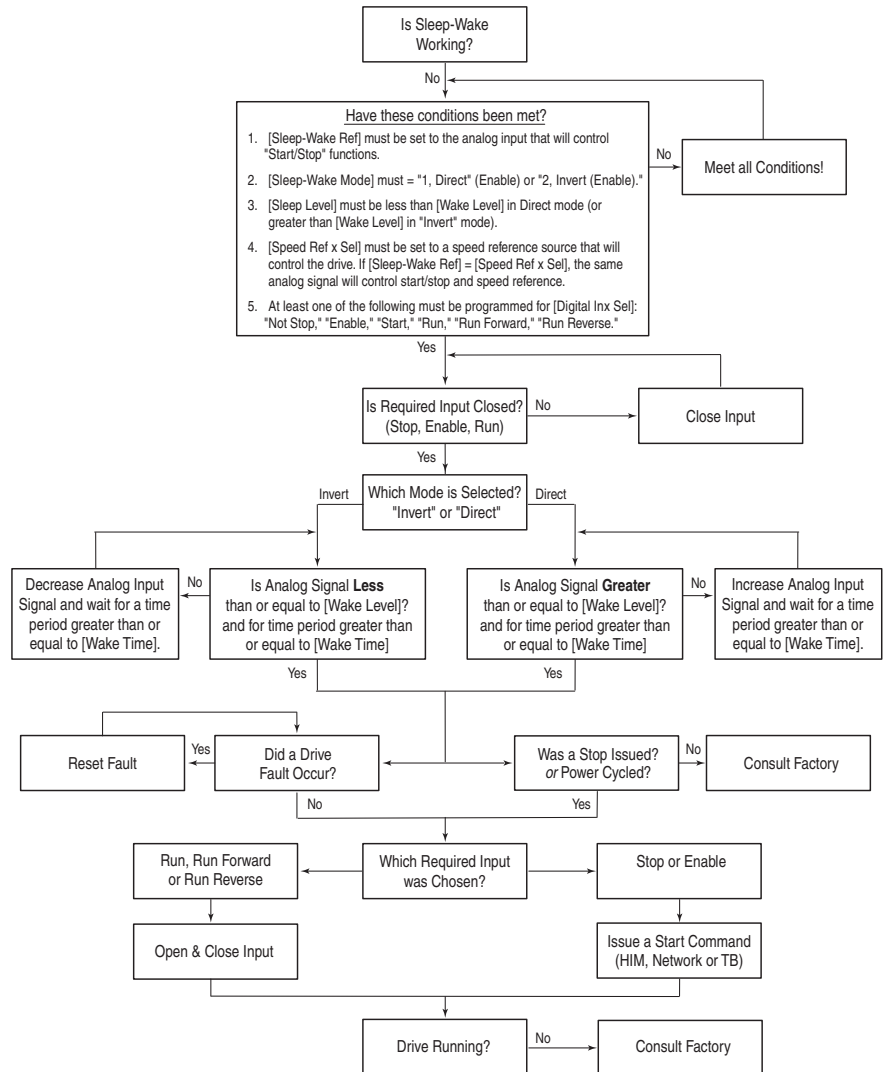 Is Sleep-Wake
Working?
No
Have these conditions been met?
1. [Sleep-Wake Ref] must be set to the analog input that will control
"Start/Stop" functions.
2. [Sleep-Wake Mode] must = "1, Direct" (Enable) or "2, Invert (Enable)."
3. [Sleep Level] must be less than [Wake Level] in Direct mode (or
greater than [Wake Level] in "Invert" mode).
4. [Speed Ref x Sel] must be set to a speed reference source that will
control the drive. If [Sleep-Wake Ref] = [Speed Ref x Sel], the same
analog signal will control start/stop and speed reference.
5. At least one of the following must be programmed for [Digital Inx Sel]:
"Not Stop," "Enable," "Start," "Run," "Run Forward," "Run Reverse."
No
Meet all Conditions!
Yes
Is Required Input Closed?
(Stop, Enable, Run)
No
Close Input
Yes
Invert
Which Mode is Selected?
"Invert" or "Direct"
Direct
Decrease Analog Input
Signal and wait for a time
period greater than or
equal to [Wake Time].
No
Is Analog Signal Less
than or equal to [Wake Level]?
and for time period greater than
or equal to [Wake Time]
Is Analog Signal Greater
than or equal to [Wake Level]?
and for time period greater than
or equal to [Wake Time]
No
Increase Analog Input
Signal and wait for a time
period greater than or
equal to [Wake Time].
Yes
Yes
Reset Fault
Yes
Did a Drive
Fault Occur?
Was a Stop Issued?
or Power Cycled?
No
Consult Factory
No
Yes
Run, Run Forward
or Run Reverse
Which Required Input
was Chosen?
Stop or Enable
Open & Close Input
Issue a Start Command
(HIM, Network or TB)
Drive Running?
No
Consult Factory